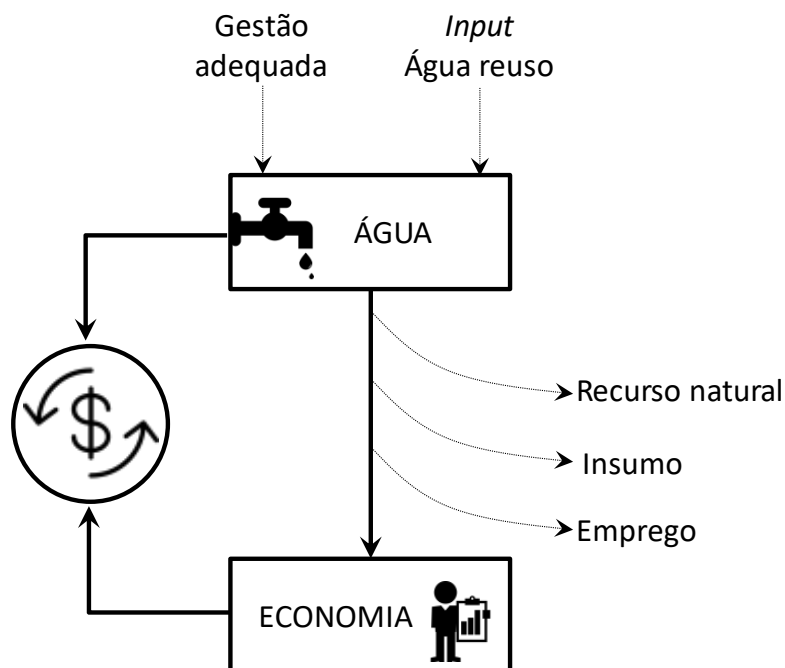 Gestão
adequada
Input
Água reuso
ÁGUA
$
Recurso natural
Insumo
Emprego
ECONOMIA